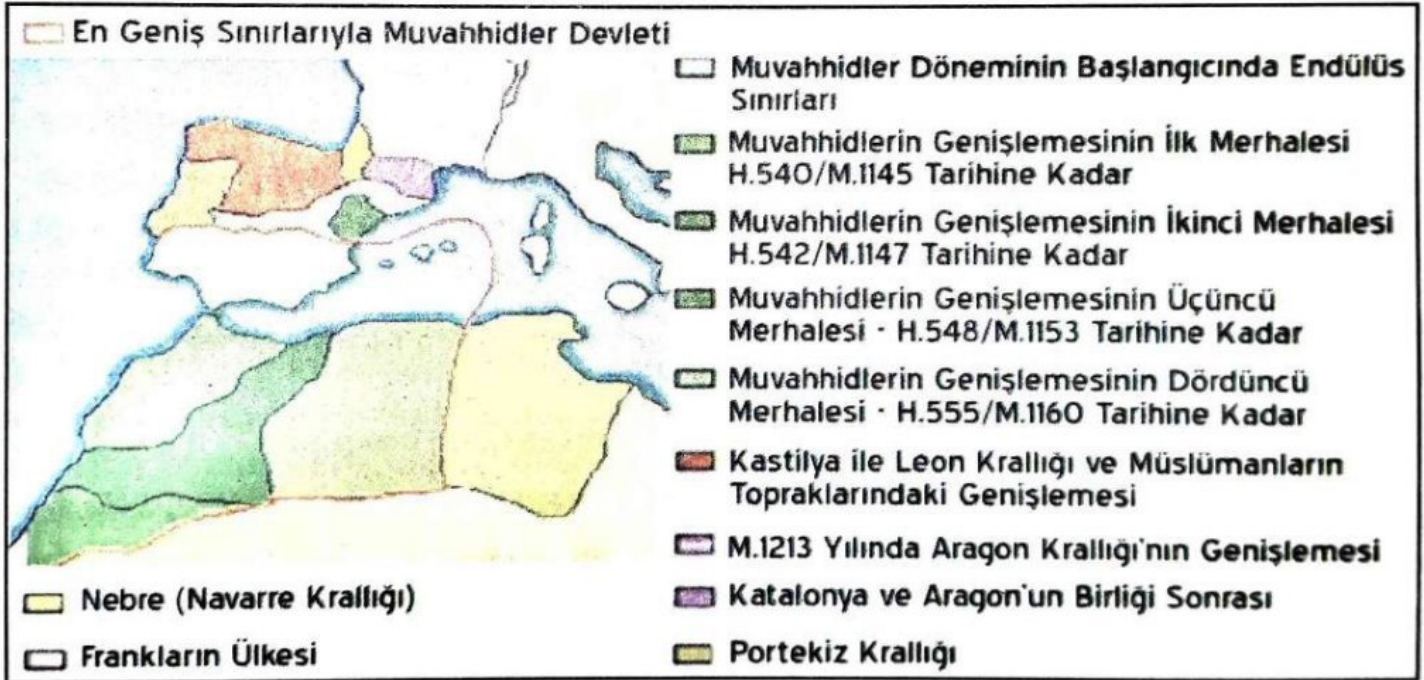 En Geniş Sınırlarıyla Muvahhidler Devleti
Muvahhidler Döneminin Başlangıcında Endülüs
Sınırları
Muvahhidlerin Genişlemesinin İlk Merhalesi
H.540/M.1145 Tarihine Kadar
Muvahhidlerin Genişlemesinin İkinci Merhalesi
H.542/M.1147 Tarihine Kadar
Muvahhidlerin Genişlemesinin Üçüncü
Merhalesi - H.548/M.1153 Tarihine Kadar
Muvahhidlerin Genişlemesinin Dördüncü
Merhalesi - H.555/M.1160 Tarihine Kadar
Kastilya ile Leon Krallığı ve Müslümanların
Topraklarındaki Genişlemesi
M.1213 Yılında Aragon Krallığı'nın Genişlemesi
Katalonya ve Aragon'un Birliği Sonrası
Portekiz Krallığı
Nebre (Navarre Krallığı)
Frankların Ülkesi